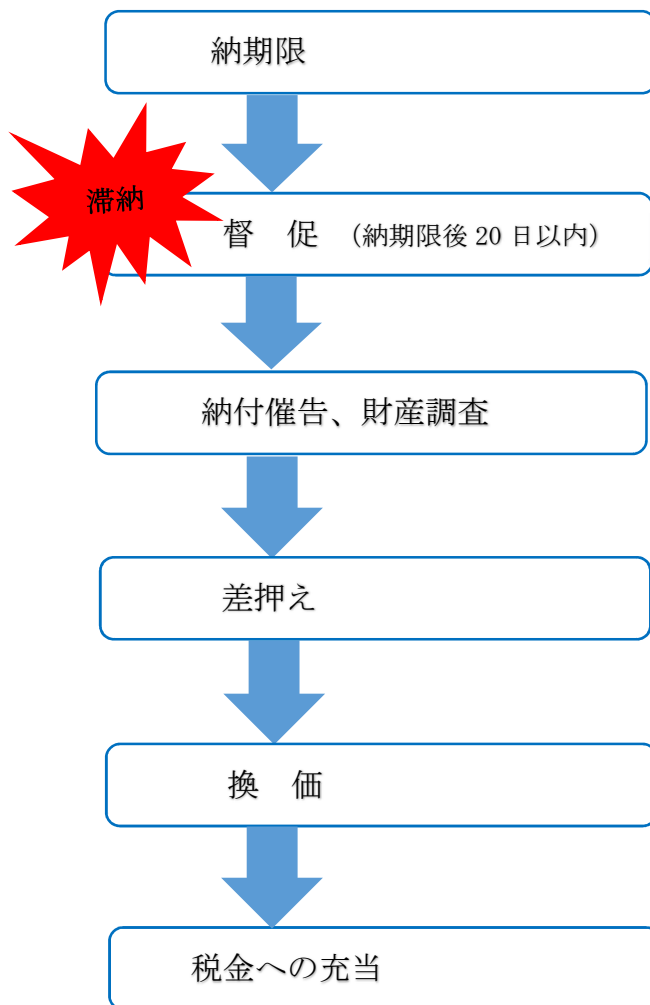 納期限
滞納
督　促　（納期限後 20 日以内）
納付催告、財産調査
差押え
換　価
税金への充当